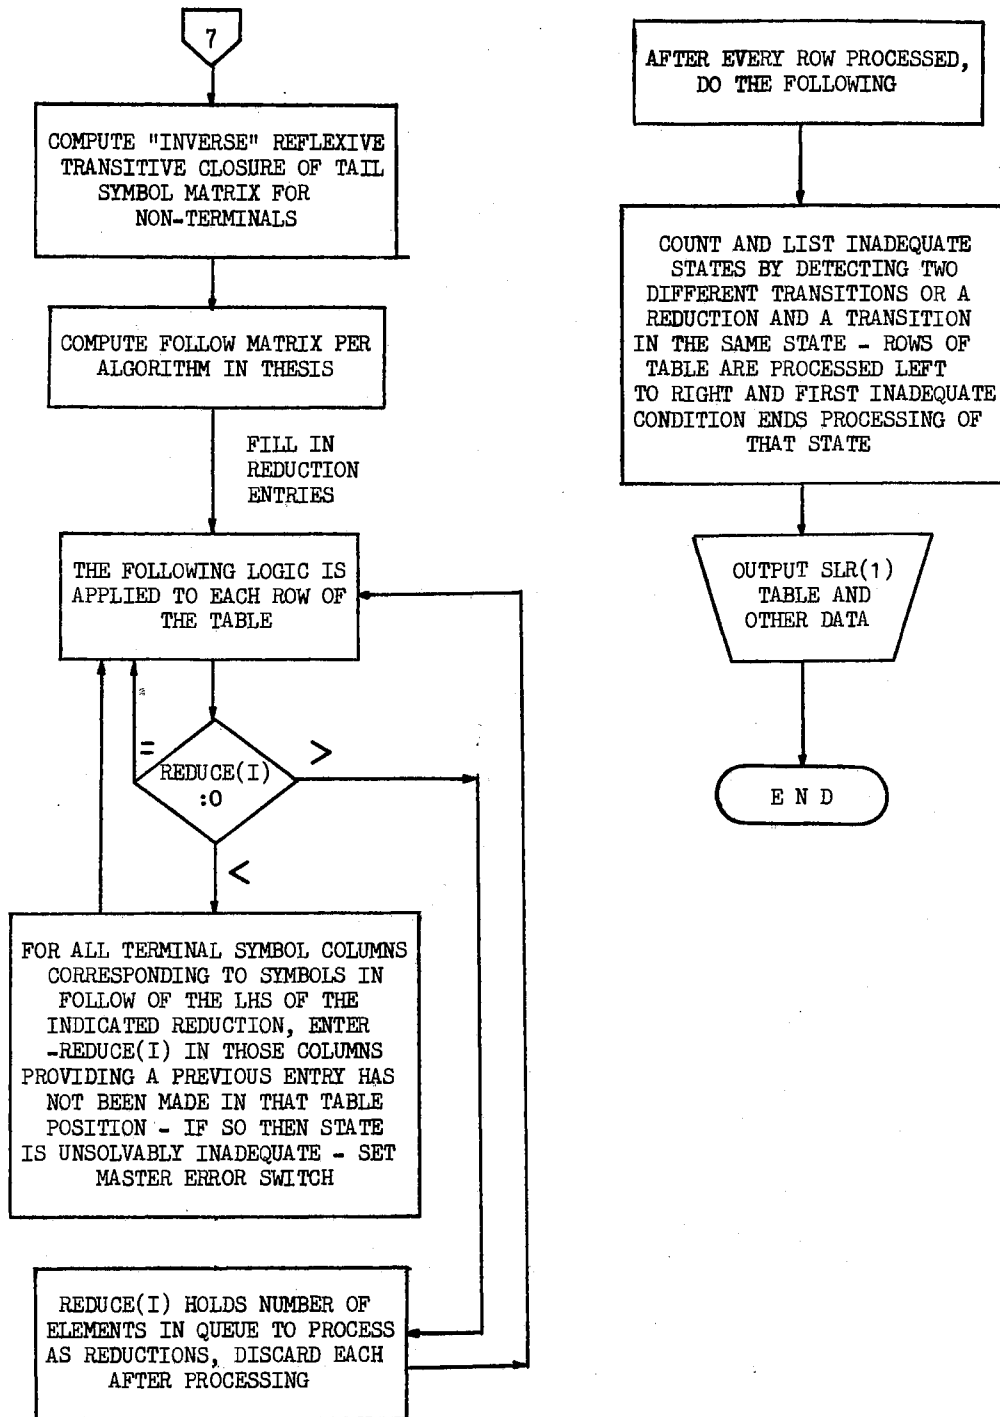 7
COMPUTE "INVERSE" REFLEXIVE
TRANSITIVE CLOSURE OF TAIL
SYMBOL MATRIX FOR
NON-TERMINALS
COMPUTE FOLLOW MATRIX PER
ALGORITHM IN THESIS
FILL IN
REDUCTION
ENTRIES
THE FOLLOWING LOGIC IS
APPLIED TO EACH ROW OF
THE TABLE
=
>
REDUCE(I)
:0
<
FOR ALL TERMINAL SYMBOL COLUMNS
CORRESPONDING TO SYMBOLS IN
FOLLOW OF THE LHS OF THE
INDICATED REDUCTION, ENTER
-REDUCE(I) IN THOSE COLUMNS
PROVIDING A PREVIOUS ENTRY HAS
NOT BEEN MADE IN THAT TABLE
POSITION - IF SO THEN STATE
IS UNSOLVABLY INADEQUATE - SET
MASTER ERROR SWITCH
REDUCE(I) HOLDS NUMBER OF
ELEMENTS IN QUEUE TO PROCESS
AS REDUCTIONS, DISCARD EACH
AFTER PROCESSING
AFTER EVERY ROW PROCESSED,
DO THE FOLLOWING
COUNT AND LIST INADEQUATE
STATES BY DETECTING TWO
DIFFERENT TRANSITIONS OR A
REDUCTION AND A TRANSITION
IN THE SAME STATE - ROWS OF
TABLE ARE PROCESSED LEFT
TO RIGHT AND FIRST INADEQUATE
CONDITION ENDS PROCESSING OF
THAT STATE
OUTPUT SLR(1)
TABLE AND
OTHER DATA
E N D